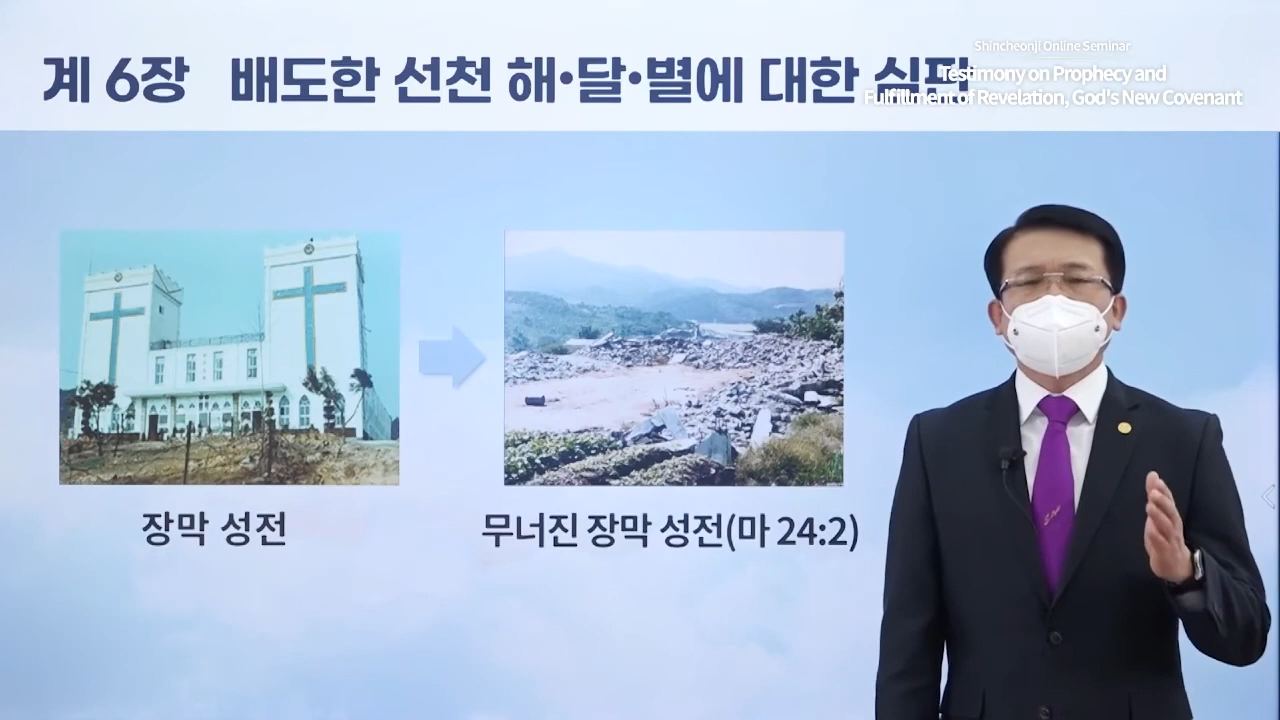 Shincheonji Online Seminar
계 6장 배도한 선천 해·달·별에 대한 심판
Testimony on Prophecy and
Fulfillment of Revelation, God's New Covenant
장막 성전
무너진 장막 성전(마 24:2)